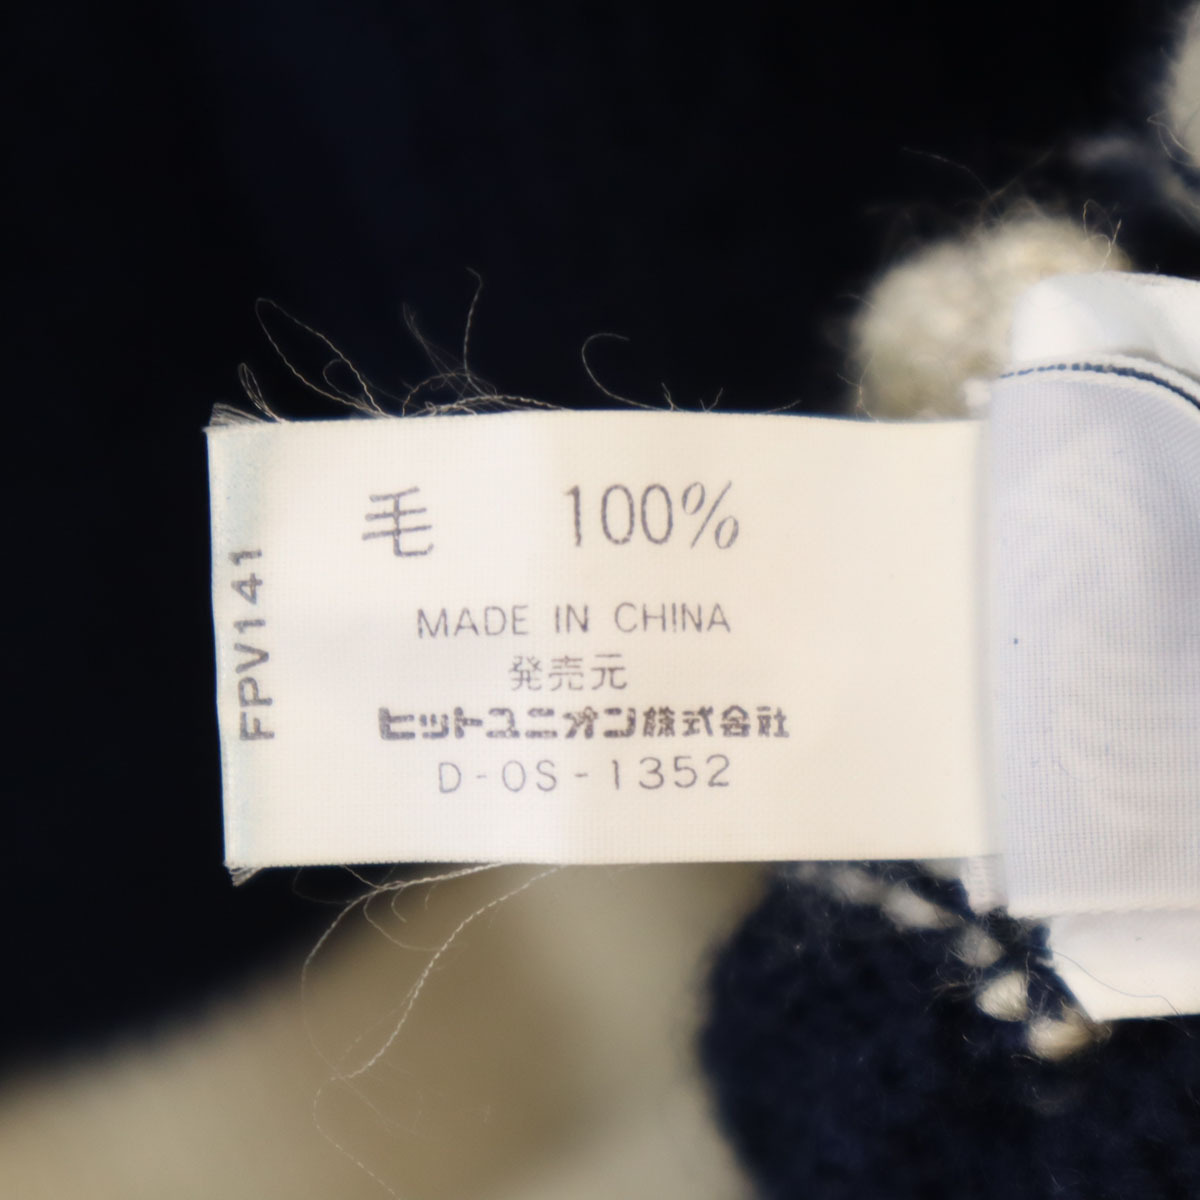 毛 100%
MADE IN CHINA
発売元
ヒットユニオン株式会社
D-OS-1352
FPV141